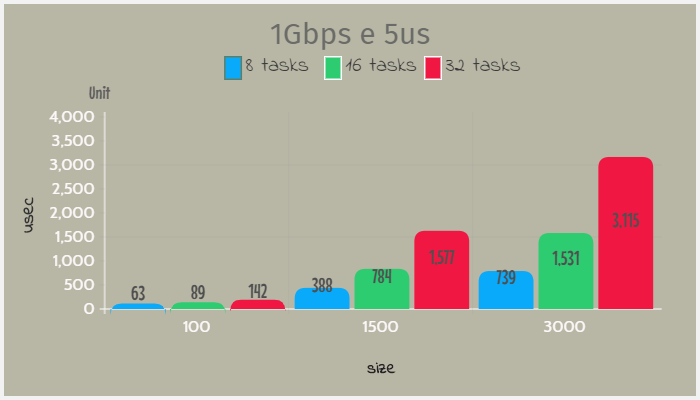 1Gbps e 5us
8 tasks 16 tasks 32 tasks
Unit
4,000
3,500
3,000
2,500
2,000
1,500
1,000
500
0
usec
63 89 142 388 784 1,577 739 1,531 3,115
100 1500 3000
size